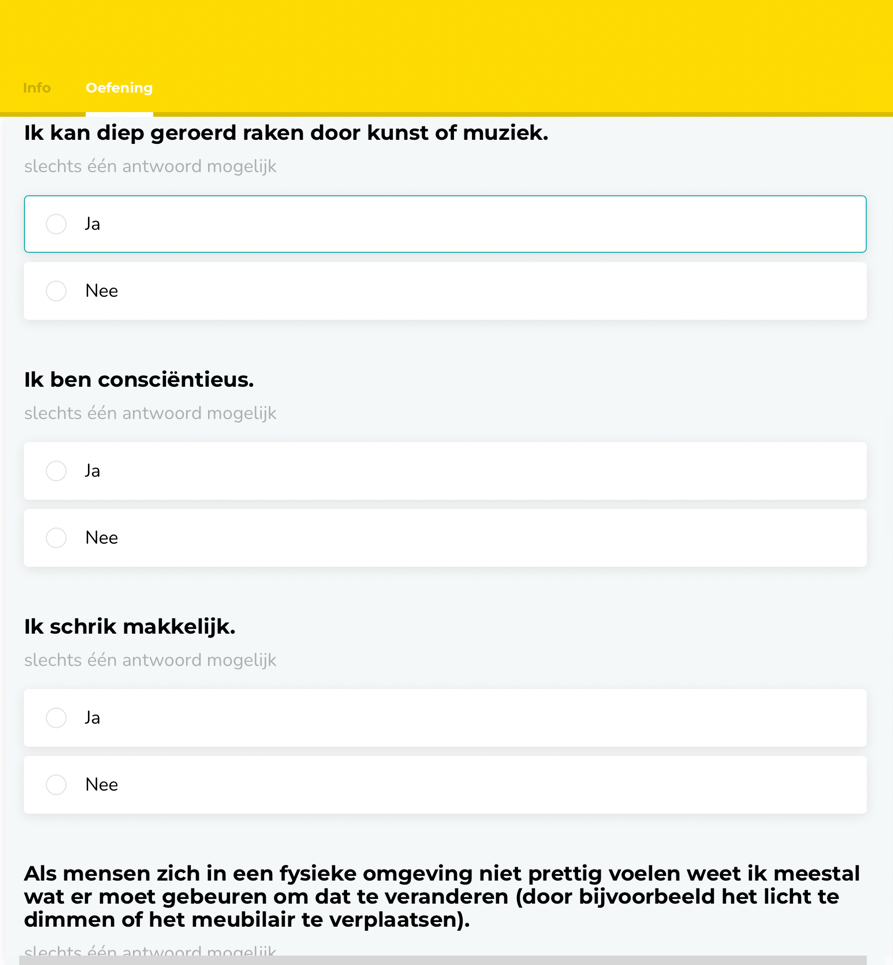 Info Oefening
Ik kan diep geroerd raken door kunst of muziek.
slechts één antwoord mogelijk
Ja
Nee
Ik ben consciëntieus.
slechts één antwoord mogelijk
Ja
Nee
Ik schrik makkelijk.
slechts één antwoord mogelijk
Ja
Nee
Als mensen zich in een fysieke omgeving niet prettig voelen weet ik meestal
wat er moet gebeuren om dat te veranderen (door bijvoorbeeld het licht te
dimmen of het meubilair te verplaatsen).
slechts één antwoord mogelijk